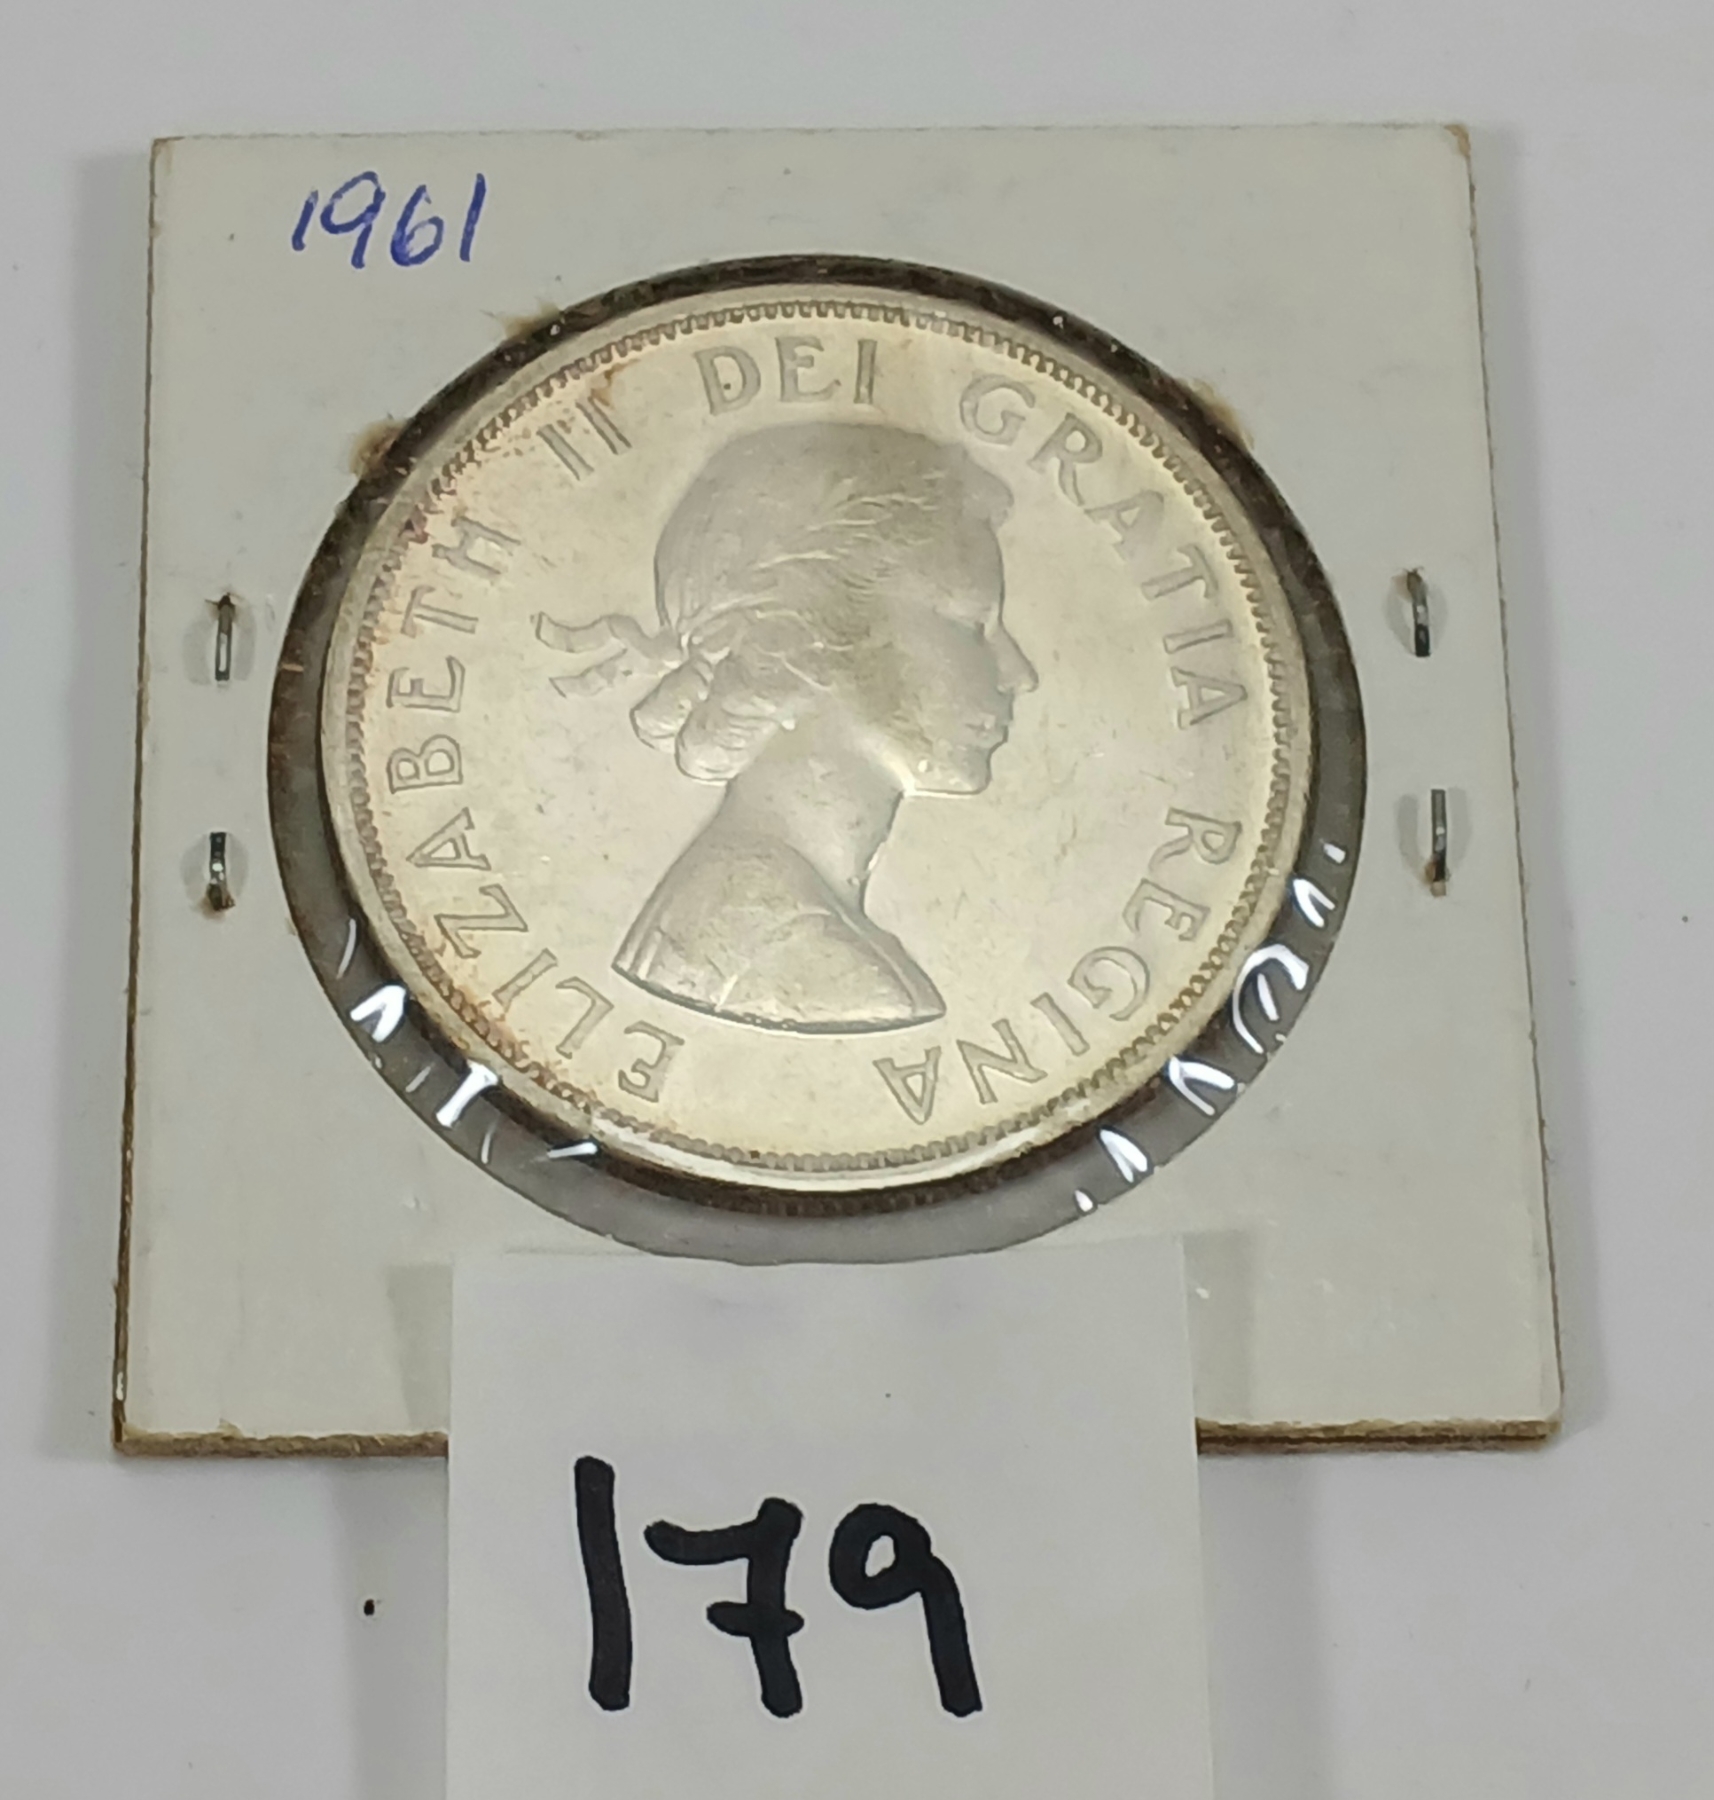 1961
ELIZABETH II DEI GRATIA REGINA
179